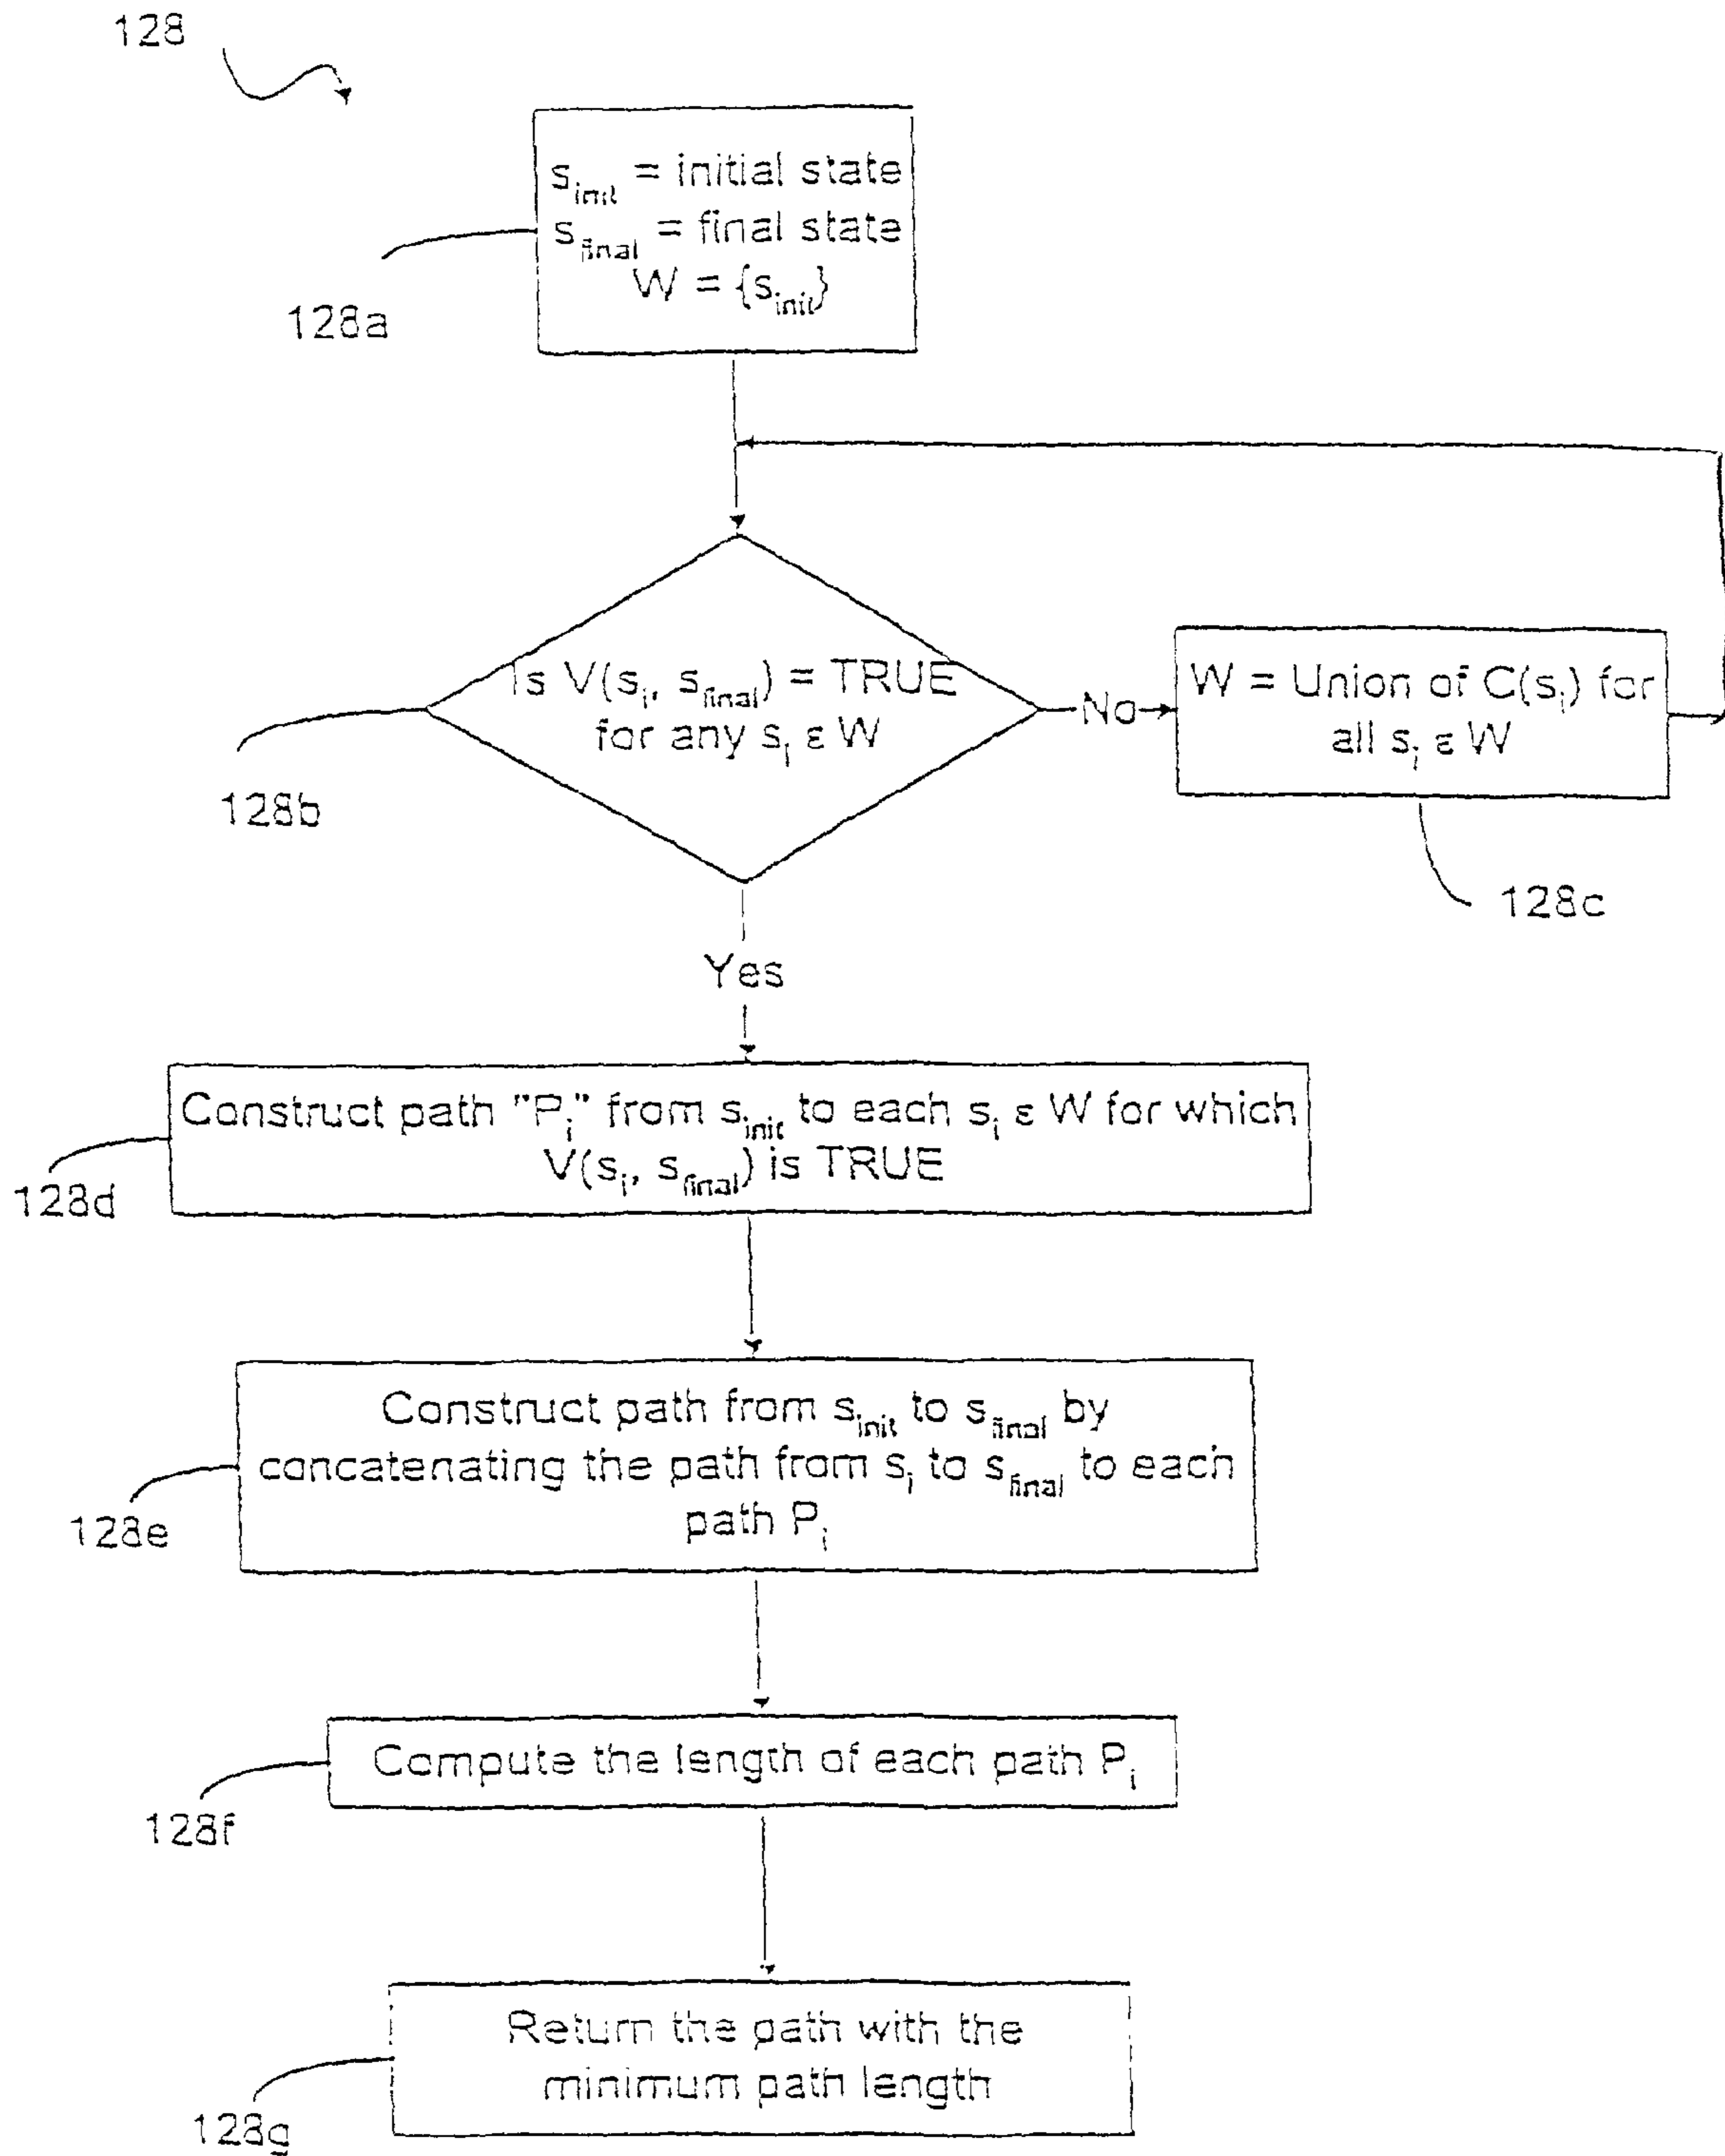 128
s_init = initial state
s_final = final state
W = {s_init}
128a
Is V(s_i, s_final) = TRUE
for any s_i ε W
128b
No
W = Union of C(s_i) for
all s_i ε W
128c
Yes
Construct path "P_i" from s_init to each s_i ε W for which
V(s_i, s_final) is TRUE
128d
Construct path from s_init to s_final by
concatenating the path from s_i to s_final to each
path P_i
128e
Compute the length of each path P_i
128f
Return the path with the
minimum path length
128g